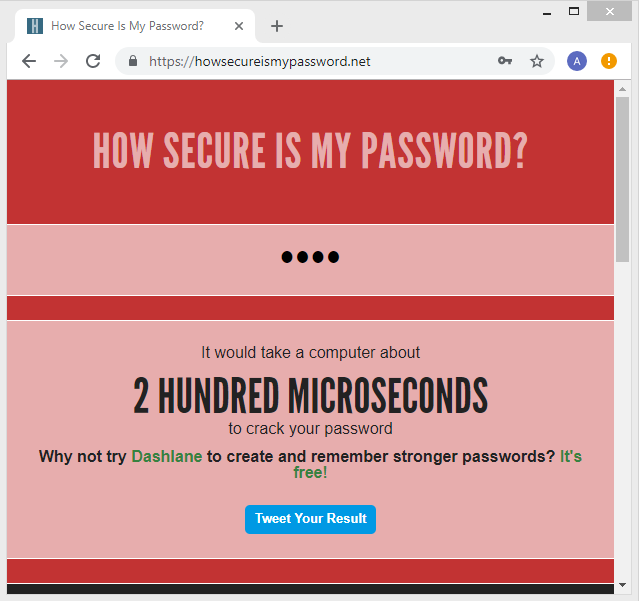 How Secure Is My Password?
https://howsecureismypassword.net
A
HOW SECURE IS MY PASSWORD?
••••
It would take a computer about
2 HUNDRED MICROSECONDS
to crack your password
Why not try Dashlane to create and remember stronger passwords? It's
free!
Tweet Your Result